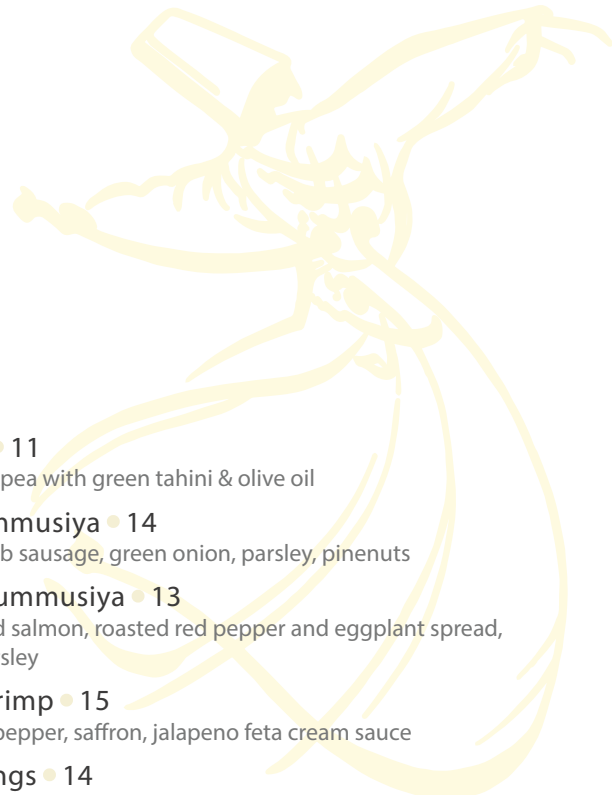 • 11
pea with green tahini & olive oil
mmusiya • 14
b sausage, green onion, parsley, pinenuts
ummusiya • 13
d salmon, roasted red pepper and eggplant spread,
sley
rimp • 15
pepper, saffron, jalapeno feta cream sauce
ngs • 14